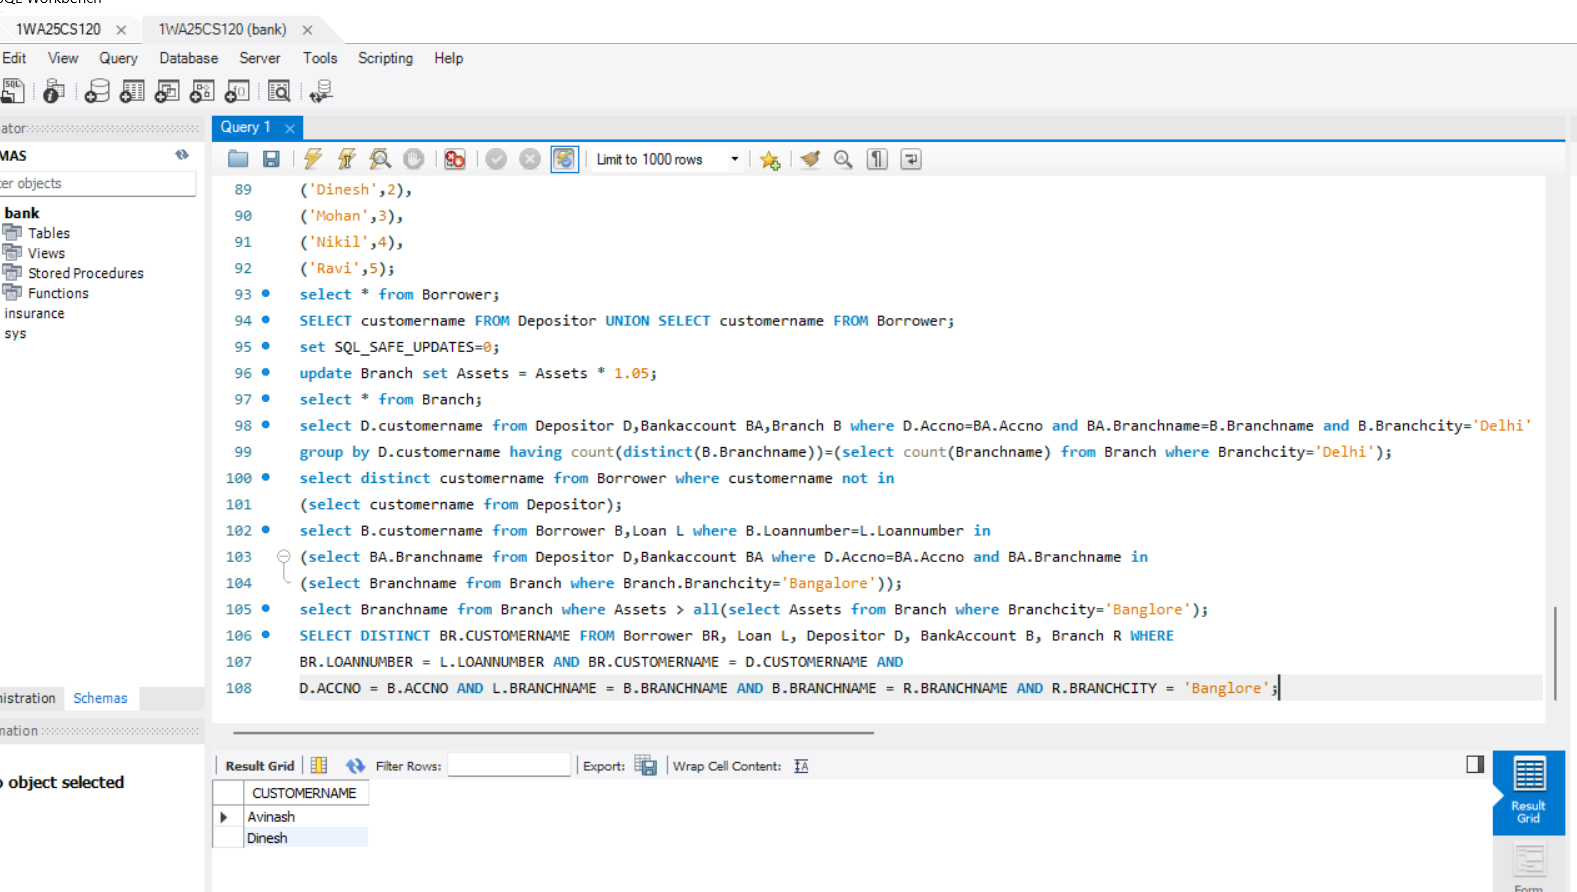 1WA25CS120 × 1WA25CS120 (bank) ×
Edit View Query Database Server Tools Scripting Help
Query 1 ×
MAS
Limit to 1000 rows
objects
bank
Tables
Views
Stored Procedures
Functions
insurance
sys
89 ('Dinesh',2),
90 ('Mohan',3),
91 ('Nikil',4),
92 ('Ravi',5);
93 select * from Borrower;
94 SELECT customername FROM Depositor UNION SELECT customername FROM Borrower;
95 set SQL_SAFE_UPDATES=0;
96 update Branch set Assets = Assets * 1.05;
97 select * from Branch;
98 select D.customername from Depositor D,Bankaccount BA,Branch B where D.Accno=BA.Accno and BA.Branchname=B.Branchname and B.Branchcity='Delhi'
99 group by D.customername having count(distinct(B.Branchname))=(select count(Branchname) from Branch where Branchcity='Delhi');
100 select distinct customername from Borrower where customername not in
101 (select customername from Depositor);
102 select B.customername from Borrower B,Loan L where B.Loannumber=L.Loannumber in
103 (select BA.Branchname from Depositor D,Bankaccount BA where D.Accno=BA.Accno and BA.Branchname in
104 (select Branchname from Branch where Branch.Branchcity='Bangalore'));
105 select Branchname from Branch where Assets > all(select Assets from Branch where Branchcity='Banglore');
106 SELECT DISTINCT BR.CUSTOMERNAME FROM Borrower BR, Loan L, Depositor D, BankAccount B, Branch R WHERE
107 BR.LOANNUMBER = L.LOANNUMBER AND BR.CUSTOMERNAME = D.CUSTOMERNAME AND
108 D.ACCNO = B.ACCNO AND L.BRANCHNAME = B.BRANCHNAME AND B.BRANCHNAME = R.BRANCHNAME AND R.BRANCHCITY = 'Banglore';
Schemas
object selected
Result Grid Filter Rows: Export: Wrap Cell Content:
CUSTOMERNAME
Avinash
Dinesh
Result
Grid